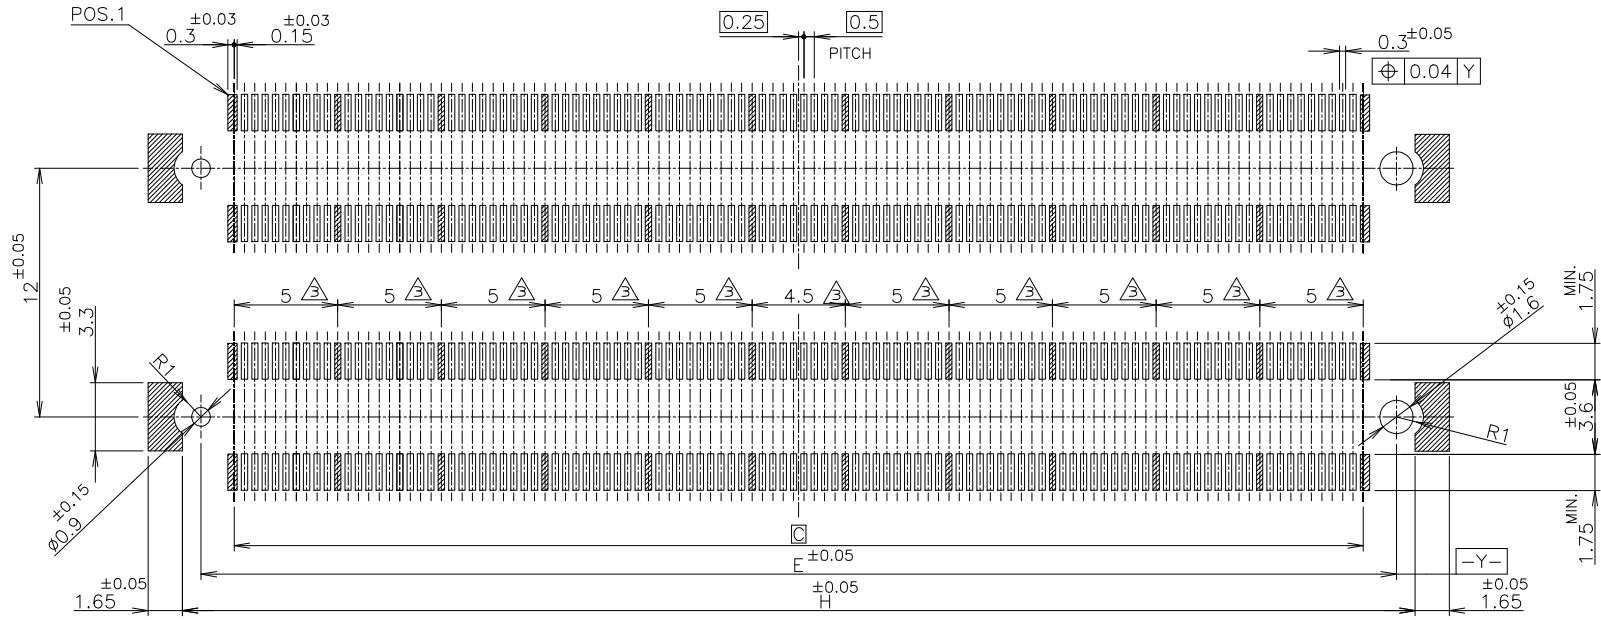 POS.1
±0.03
0.3
±0.03
0.15
0.25
0.5
PITCH
0.3±0.05
0.04 Y
12±0.05
±0.05
3.3
5 3 5 3 5 3 5 3 5 3 4.5 3 5 3 5 3 5 3 5 3 5 3
MIN.
1.75
±0.15
ø1.6
R1
R1
±0.05
3.6
±0.15
ø0.9
MIN.
1.75
C
E±0.05
-Y-
±0.05
1.65
±0.05
H
±0.05
1.65